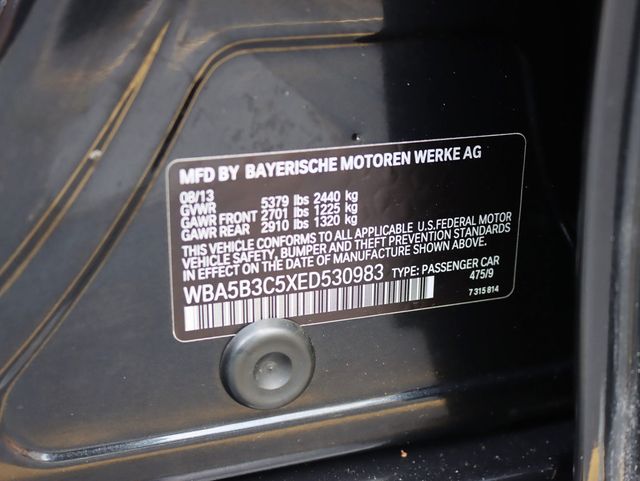 MFD BY BAYERISCHE MOTOREN WERKE AG
08/13
GVWR 5379 lbs 2440 kg
GAWR FRONT 2701 lbs 1225 kg
GAWR REAR 2910 lbs 1320 kg
THIS VEHICLE CONFORMS TO ALL APPLICABLE U.S.FEDERAL MOTOR
VEHICLE SAFETY, BUMPER AND THEFT PREVENTION STANDARDS
IN EFFECT ON THE DATE OF MANUFACTURE SHOWN ABOVE.
WBA5B3C5XED530983 TYPE: PASSENGER CAR
475/9
7 315 814